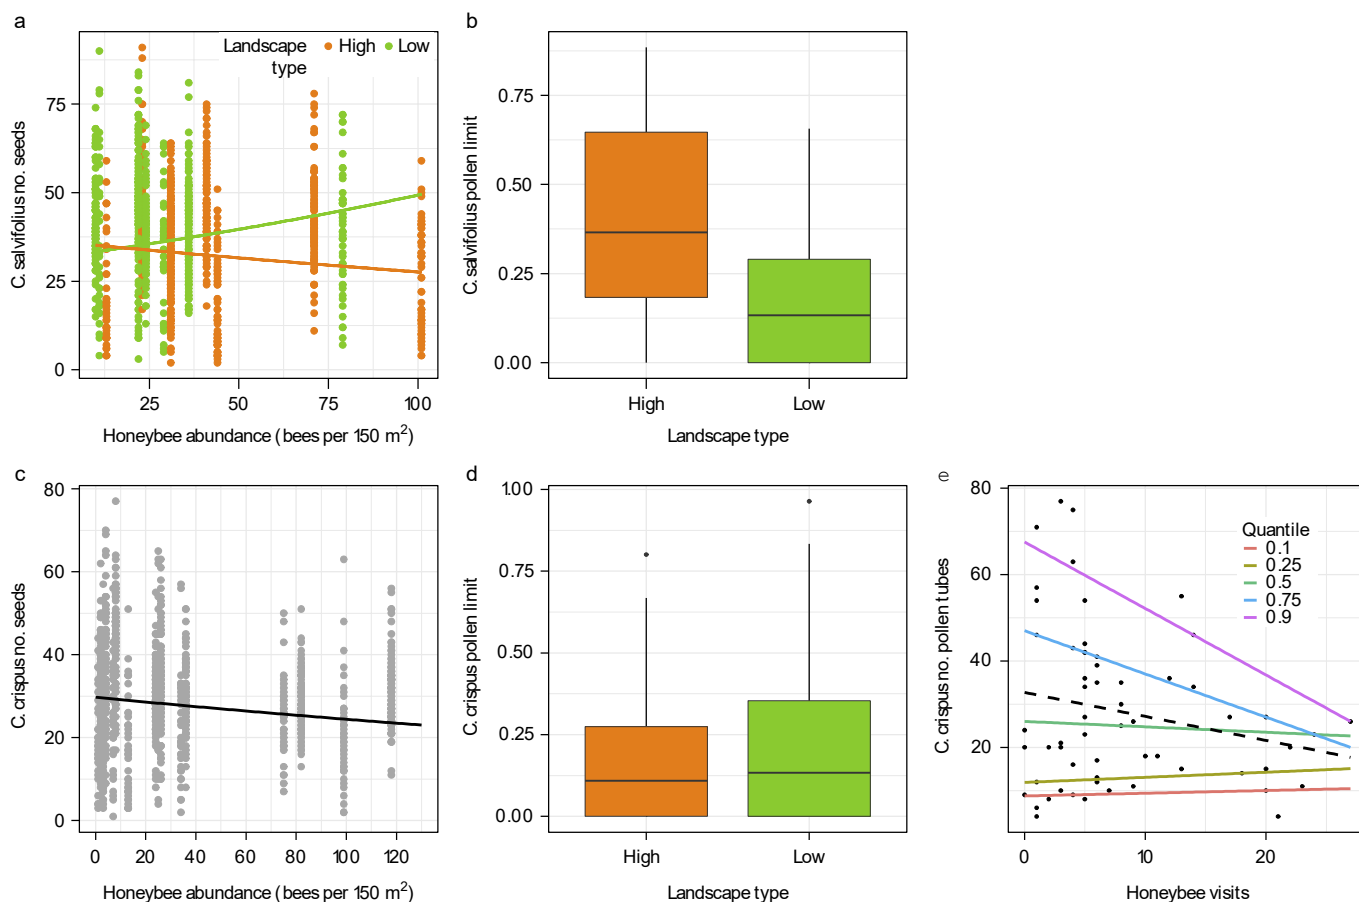 a
Landscape type
High
Low
75
50
25
0
C. salvifolius no. seeds
25
50
75
100
Honeybee abundance (bees per 150 m²)
b
0.75
0.50
0.25
0.00
C. salvifolius pollen limit
High
Low
Landscape type
c
80
60
40
20
0
C. crispus no. seeds
0
20
40
60
80
100
120
Honeybee abundance (bees per 150 m²)
d
1.00
0.75
0.50
0.25
0.00
C. crispus pollen limit
High
Low
Landscape type
e
80
60
40
20
C. crispus no. pollen tubes
Quantile
0.1
0.25
0.5
0.75
0.9
0
10
20
Honeybee visits